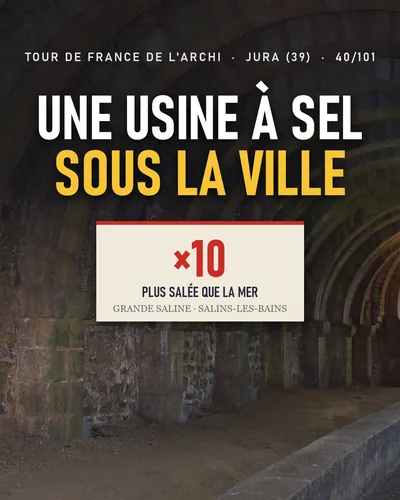 TOUR DE FRANCE DE L'ARCHI · JURA (39) · 40/101
UNE USINE À SEL
SOUS LA VILLE
×10
PLUS SALÉE QUE LA MER
GRANDE SALINE · SALINS-LES-BAINS